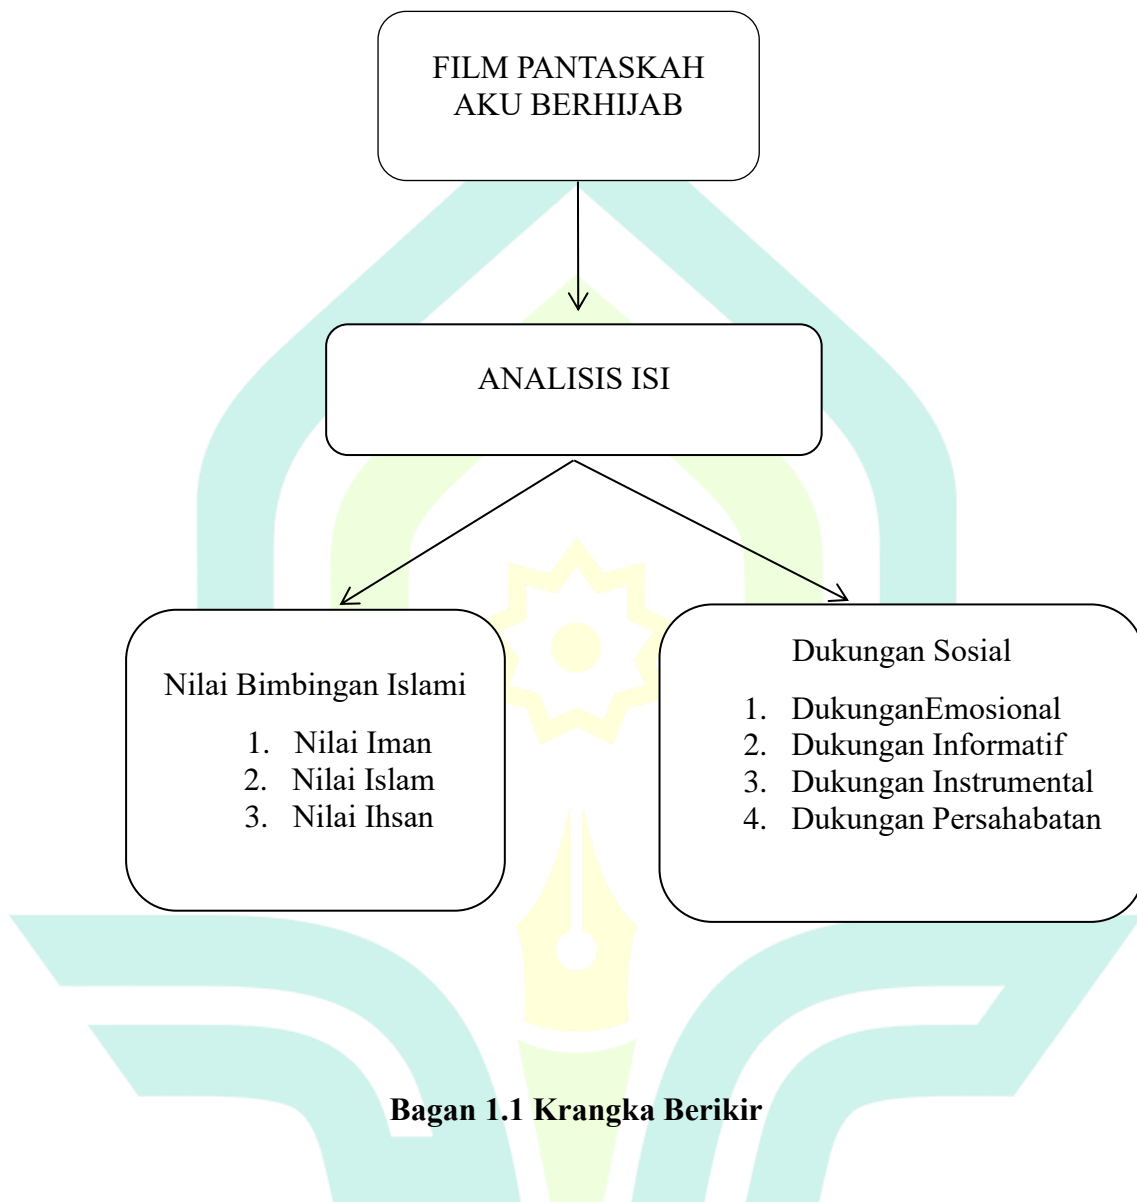 FILM PANTASKAH
AKU BERHIJAB
ANALISIS ISI
Nilai Bimbingan Islami
1. Nilai Iman
2. Nilai Islam
3. Nilai Ihsan
Dukungan Sosial
1. DukunganEmosional
2. Dukungan Informatif
3. Dukungan Instrumental
4. Dukungan Persahabatan
Bagan 1.1 Krangka Berikir